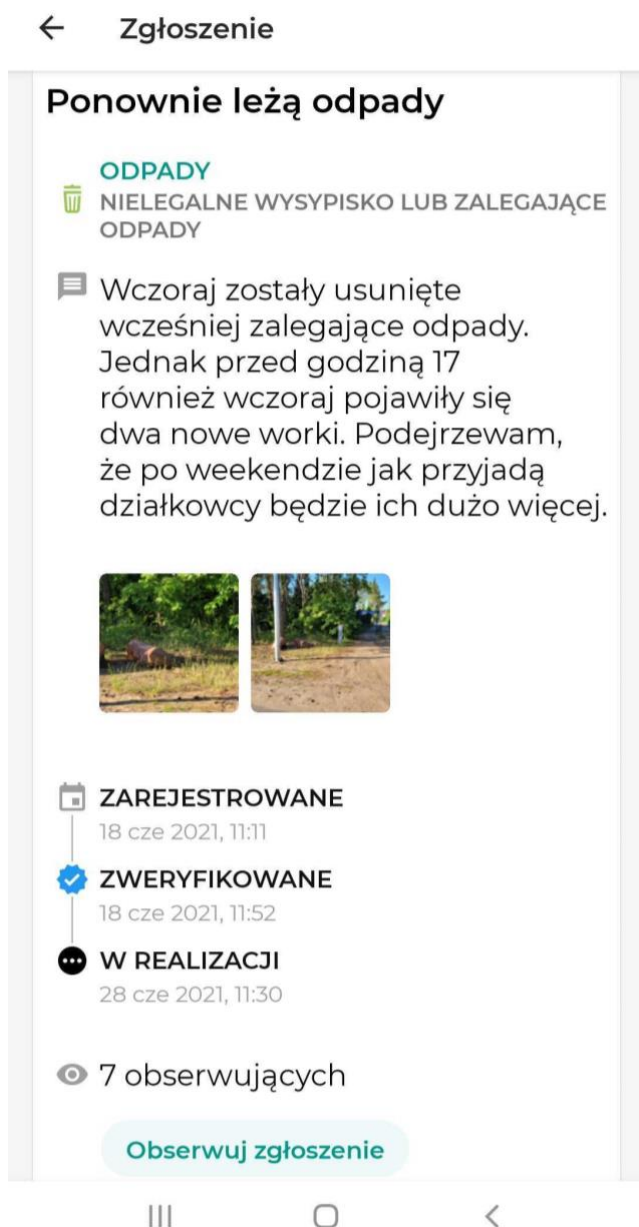 Zgłoszenie
Ponownie leżą odpady
ODPADY
NIELEGALNE WYSYPISKO LUB ZALEGAJĄCE
ODPADY
Wczoraj zostały usunięte
wcześniej zalegające odpady.
Jednak przed godziną 17
również wczoraj pojawiły się
dwa nowe worki. Podejrzewam,
że po weekendzie jak przyjadą
działkowcy będzie ich dużo więcej.
ZAREJESTROWANE
18 cze 2021, 11:11
ZWERYFIKOWANE
18 cze 2021, 11:52
W REALIZACJI
28 cze 2021, 11:30
7 obserwujących
Obserwuj zgłoszenie